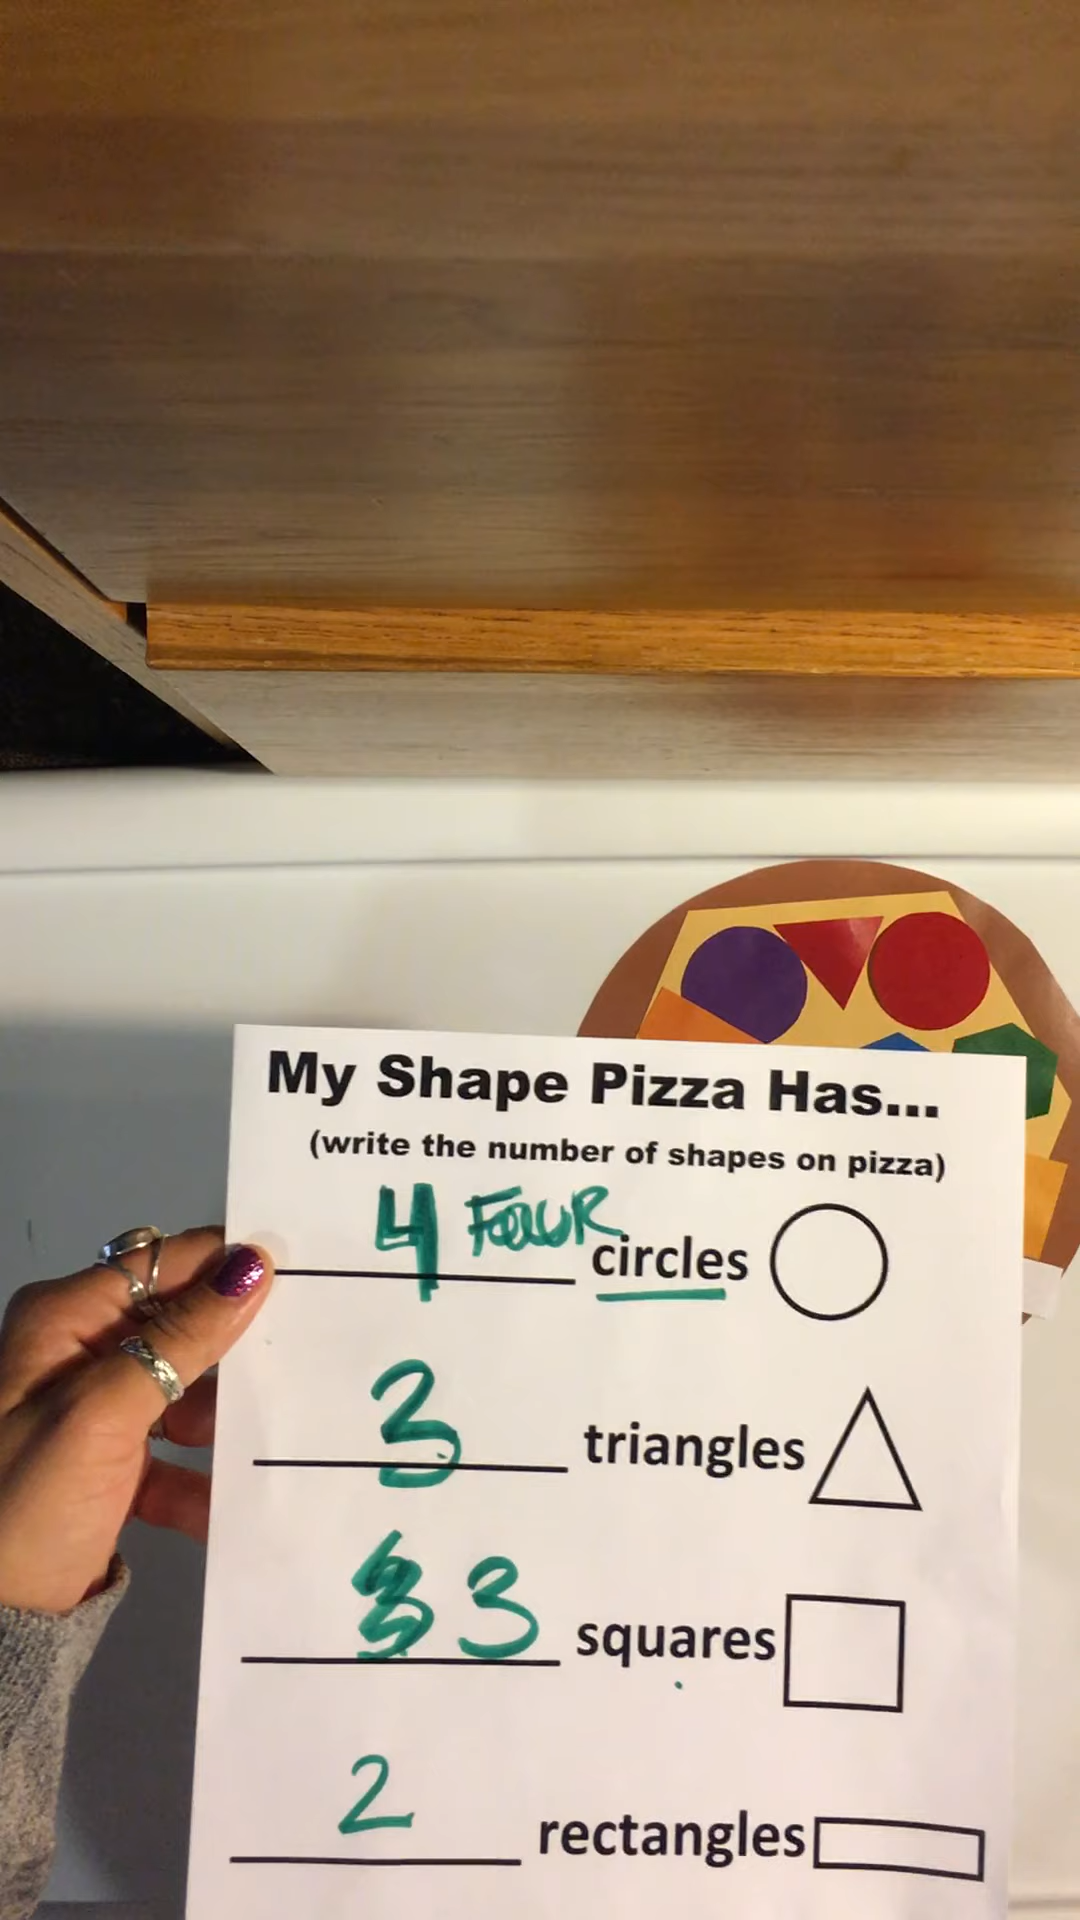 My Shape Pizza Has...
(write the number of shapes on pizza)
4 FouR circles
3 triangles
3 squares
2 rectangles